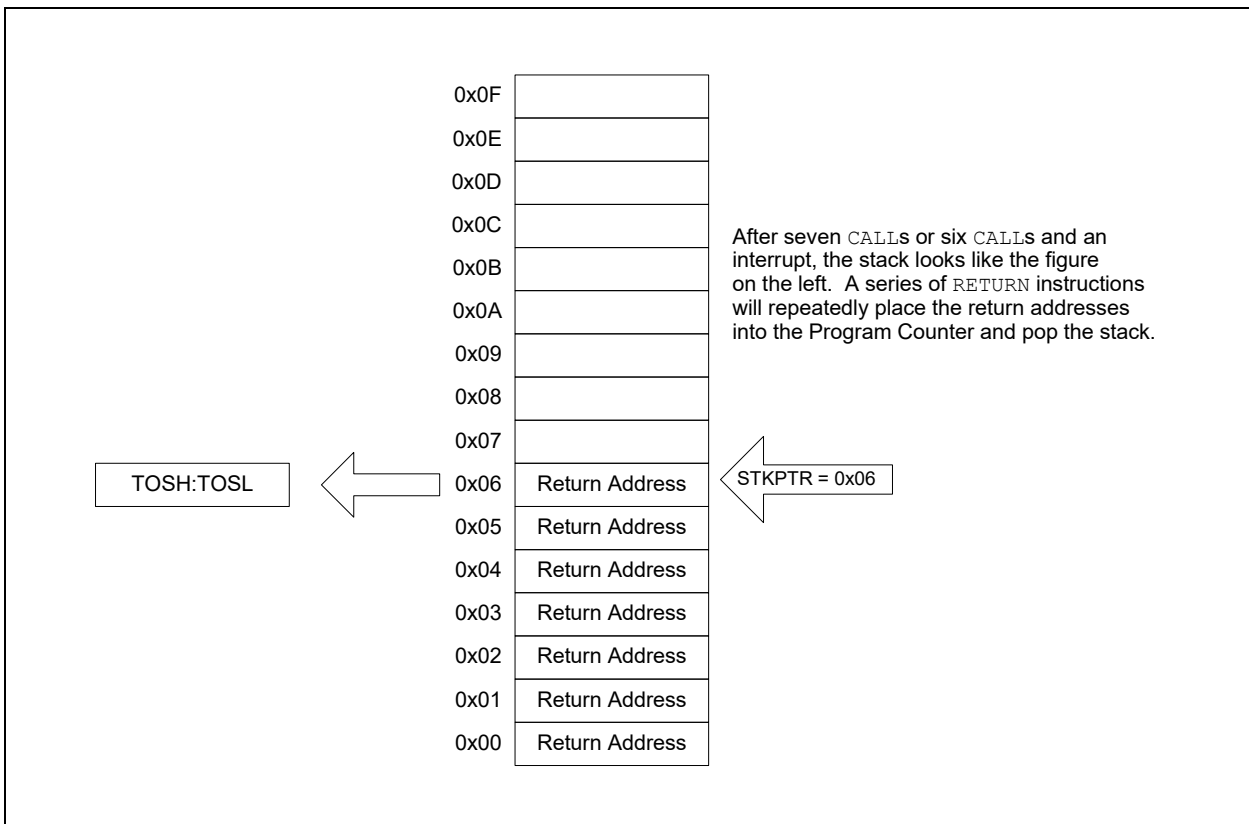 0x0F
0x0E
0x0D
0x0C
0x0B
0x0A
0x09
0x08
0x07
After seven CALLs or six CALLs and an
interrupt, the stack looks like the figure
on the left.  A series of RETURN instructions
will repeatedly place the return addresses
into the Program Counter and pop the stack.
TOSH:TOSL
0x06 Return Address
STKPTR = 0x06
0x05 Return Address
0x04 Return Address
0x03 Return Address
0x02 Return Address
0x01 Return Address
0x00 Return Address